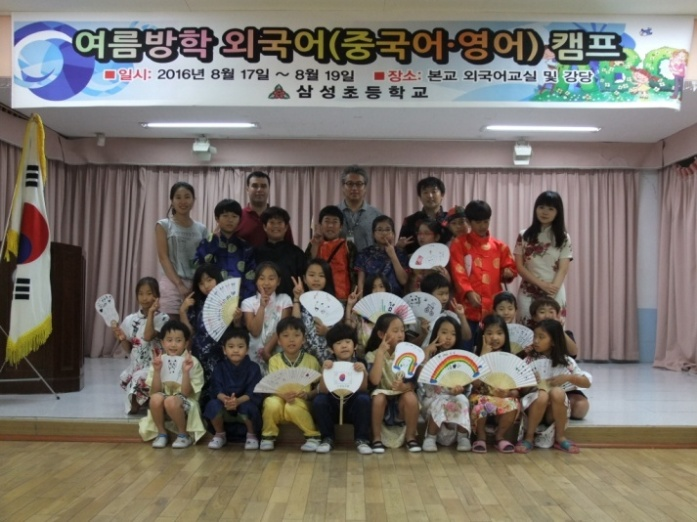 여름방학 외국어(중국어·영어) 캠프
■일시: 2016년 8월 17일 ~ 8월 19일 ■장소: 본교 외국어교실 및 강당
삼성초등학교